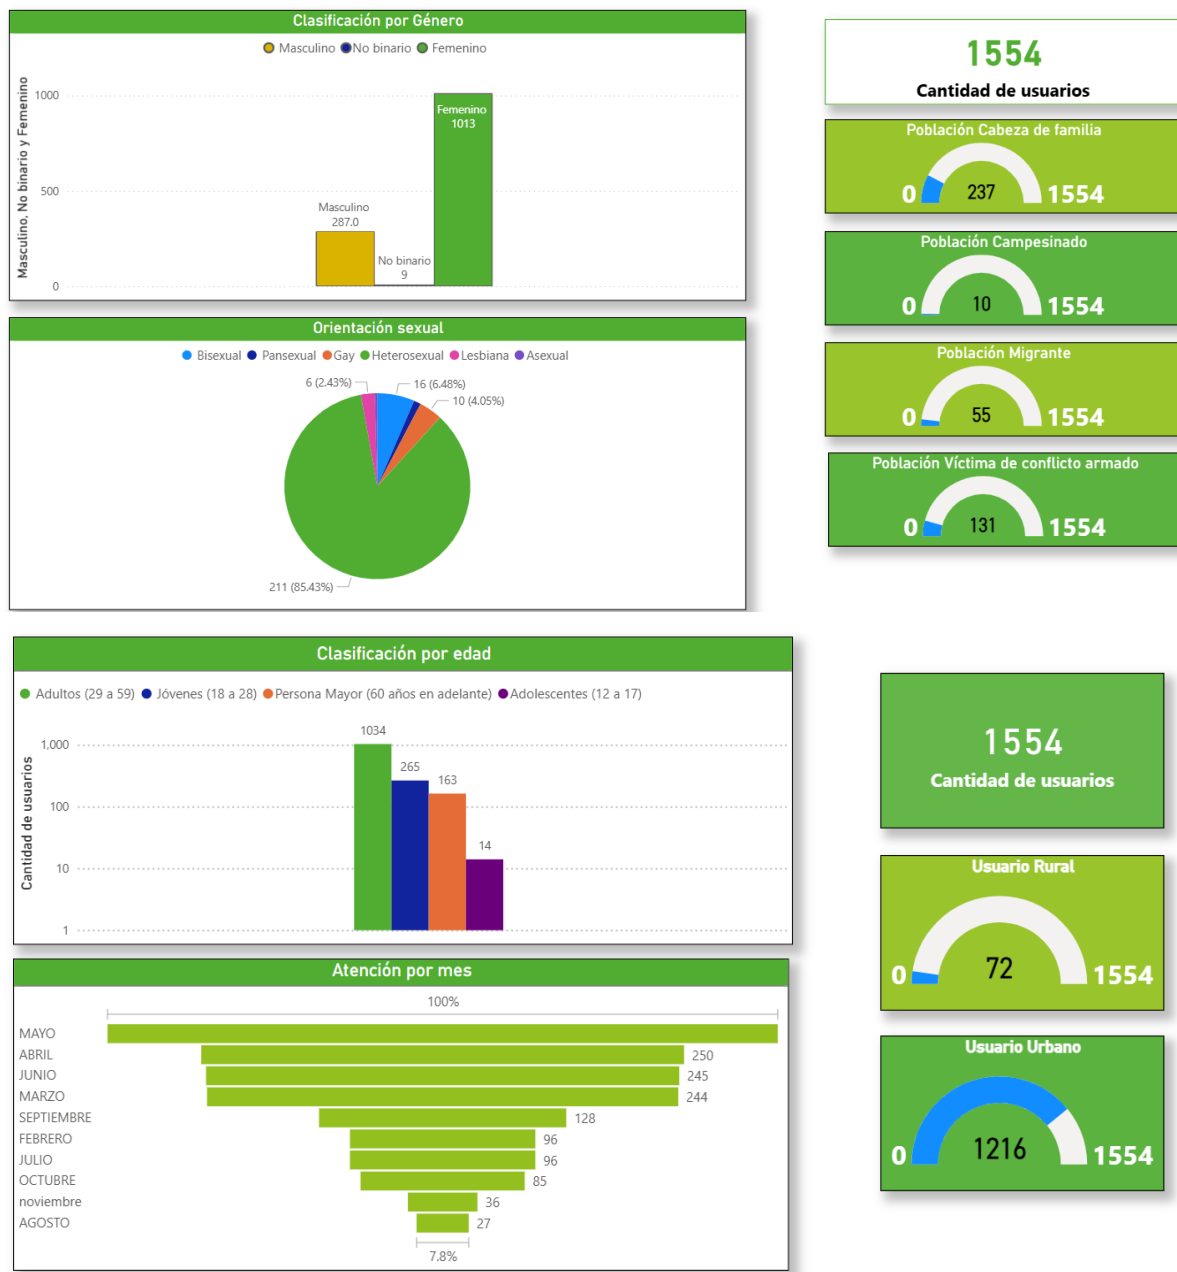 Clasificación por Género
Masculino No binario Femenino
Masculino, No binario y Femenino
1000
500
0
Masculino
287.0
No binario
9
Femenino
1013
Orientación sexual
Bisexual Pansexual Gay Heterosexual Lesbiana Asexual
6 (2.43%)
16 (6.48%)
10 (4.05%)
211 (85.43%)
1554
Cantidad de usuarios
Población Cabeza de familia
0 237 1554
Población Campesinado
0 10 1554
Población Migrante
0 55 1554
Población Víctima de conflicto armado
0 131 1554
Clasificación por edad
Adultos (29 a 59) Jóvenes (18 a 28) Persona Mayor (60 años en adelante) Adolescentes (12 a 17)
Cantidad de usuarios
1,000
100
10
1
1034
265
163
14
Atención por mes
100%
MAYO
ABRIL 250
JUNIO 245
MARZO 244
SEPTIEMBRE 128
FEBRERO 96
JULIO 96
OCTUBRE 85
noviembre 36
AGOSTO 27
7.8%
1554
Cantidad de usuarios
Usuario Rural
0 72 1554
Usuario Urbano
0 1216 1554